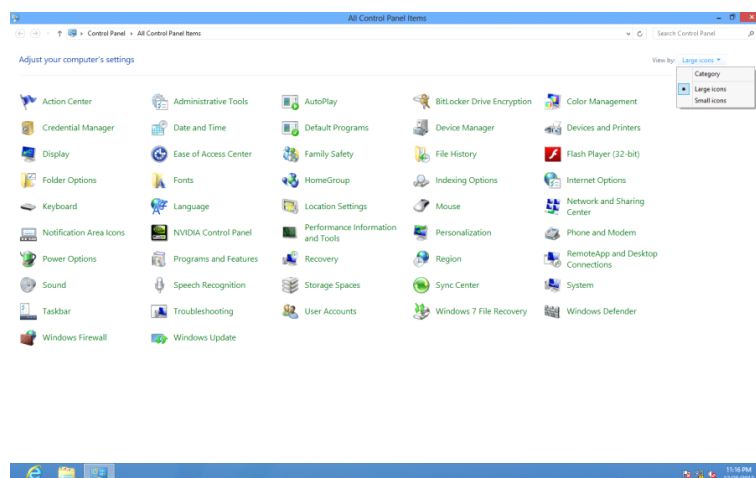 All Control Panel Items
Control Panel All Control Panel Items
Search Control Panel
Adjust your computer's settings
View by: Large icons
Category
Large icons
Small icons
Action Center
Administrative Tools
AutoPlay
BitLocker Drive Encryption
Color Management
Credential Manager
Date and Time
Default Programs
Device Manager
Devices and Printers
Display
Ease of Access Center
Family Safety
File History
Flash Player (32-bit)
Folder Options
Fonts
HomeGroup
Indexing Options
Internet Options
Keyboard
Language
Location Settings
Mouse
Network and Sharing
Center
Notification Area Icons
NVIDIA Control Panel
Performance Information
and Tools
Personalization
Phone and Modem
Power Options
Programs and Features
Recovery
Region
RemoteApp and Desktop
Connections
Sound
Speech Recognition
Storage Spaces
Sync Center
System
Taskbar
Troubleshooting
User Accounts
Windows 7 File Recovery
Windows Defender
Windows Firewall
Windows Update
11:16 PM